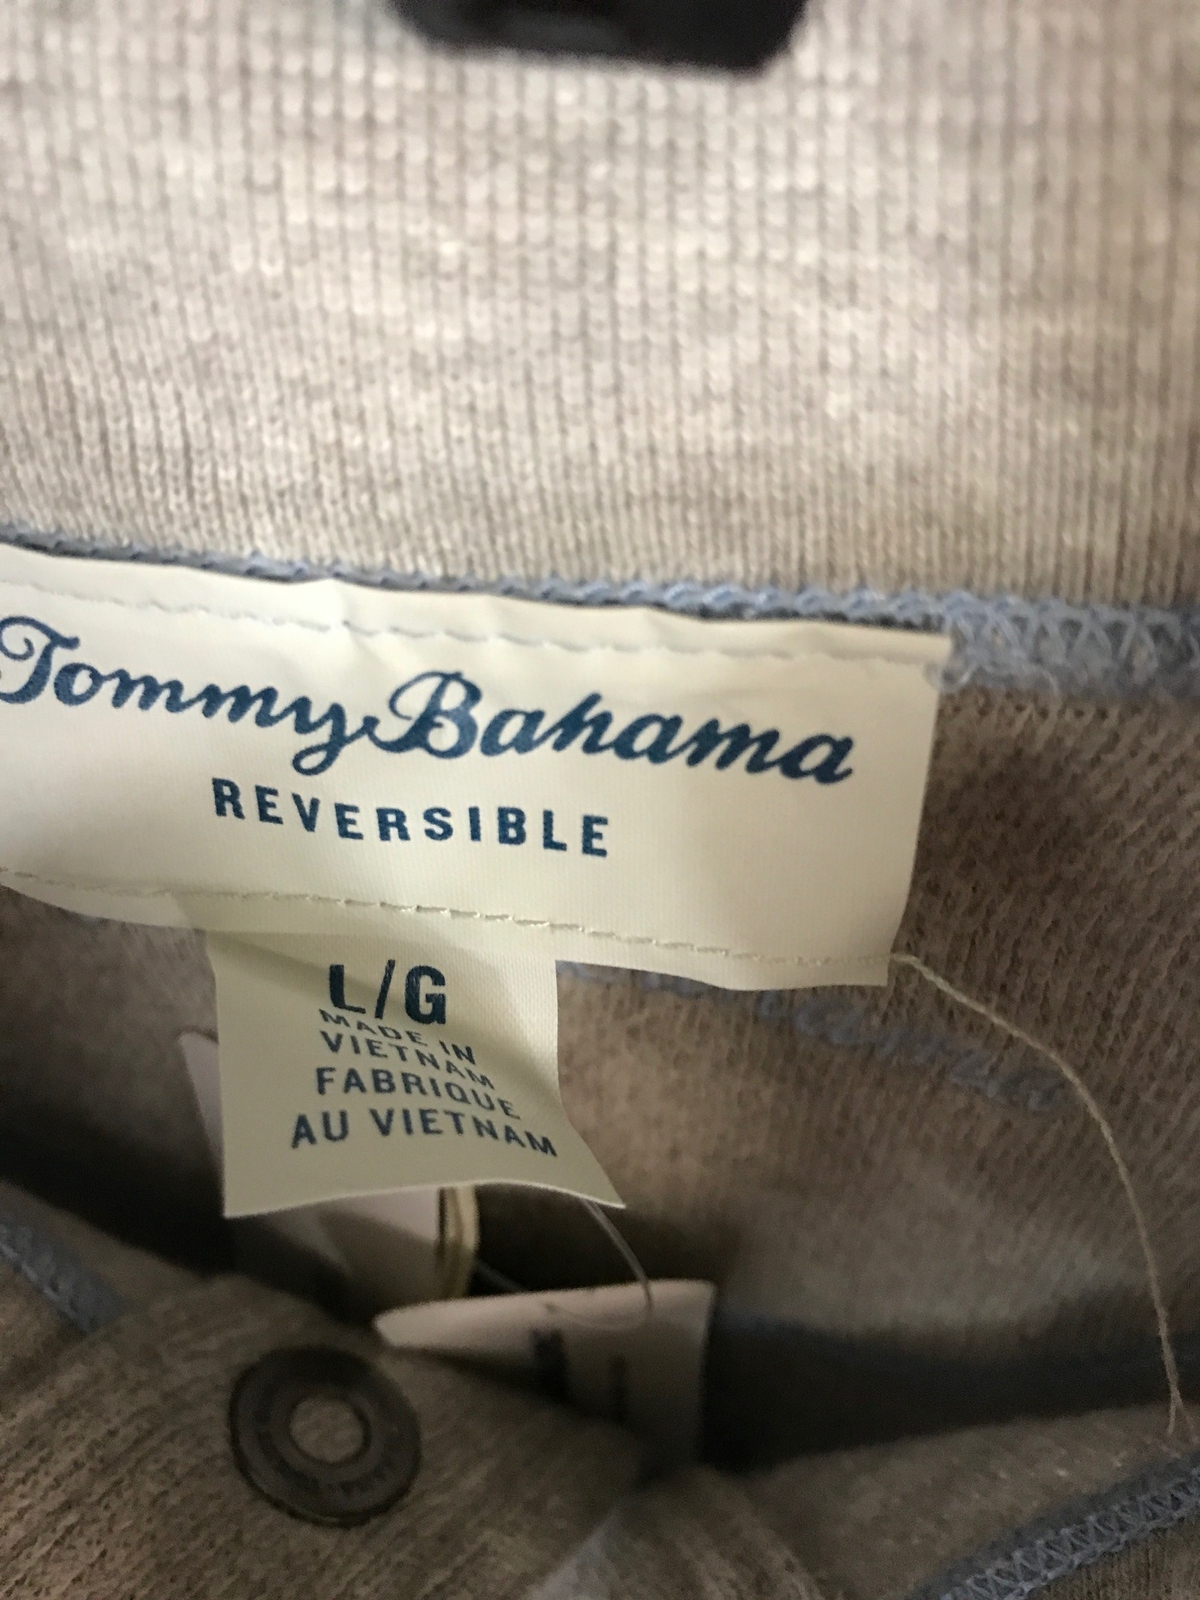 Tommy Bahama
REVERSIBLE
L/G
MADE IN
VIETNAM
FABRIQUE
AU VIETNAM